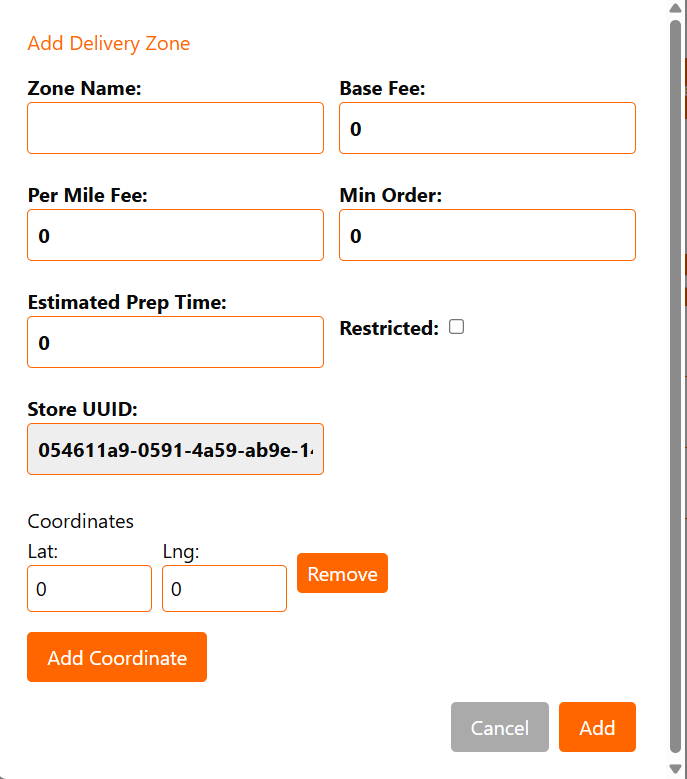 Add Delivery Zone
Zone Name: Base Fee:
0
Per Mile Fee: Min Order:
0 0
Estimated Prep Time:
Restricted:
0
Store UUID:
054611a9-0591-4a59-ab9e-1
Coordinates
Lat: Lng:
0 0 Remove
Add Coordinate
Cancel Add